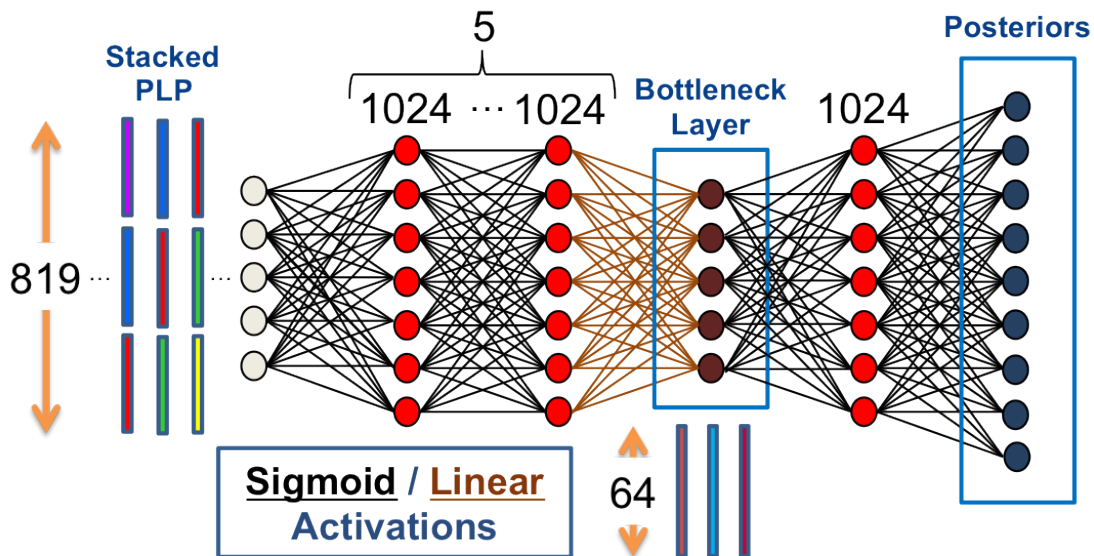 5
Posteriors
Stacked
PLP
1024 ··· 1024
Bottleneck
Layer
1024
819 ··· ···
64
Sigmoid / Linear
Activations